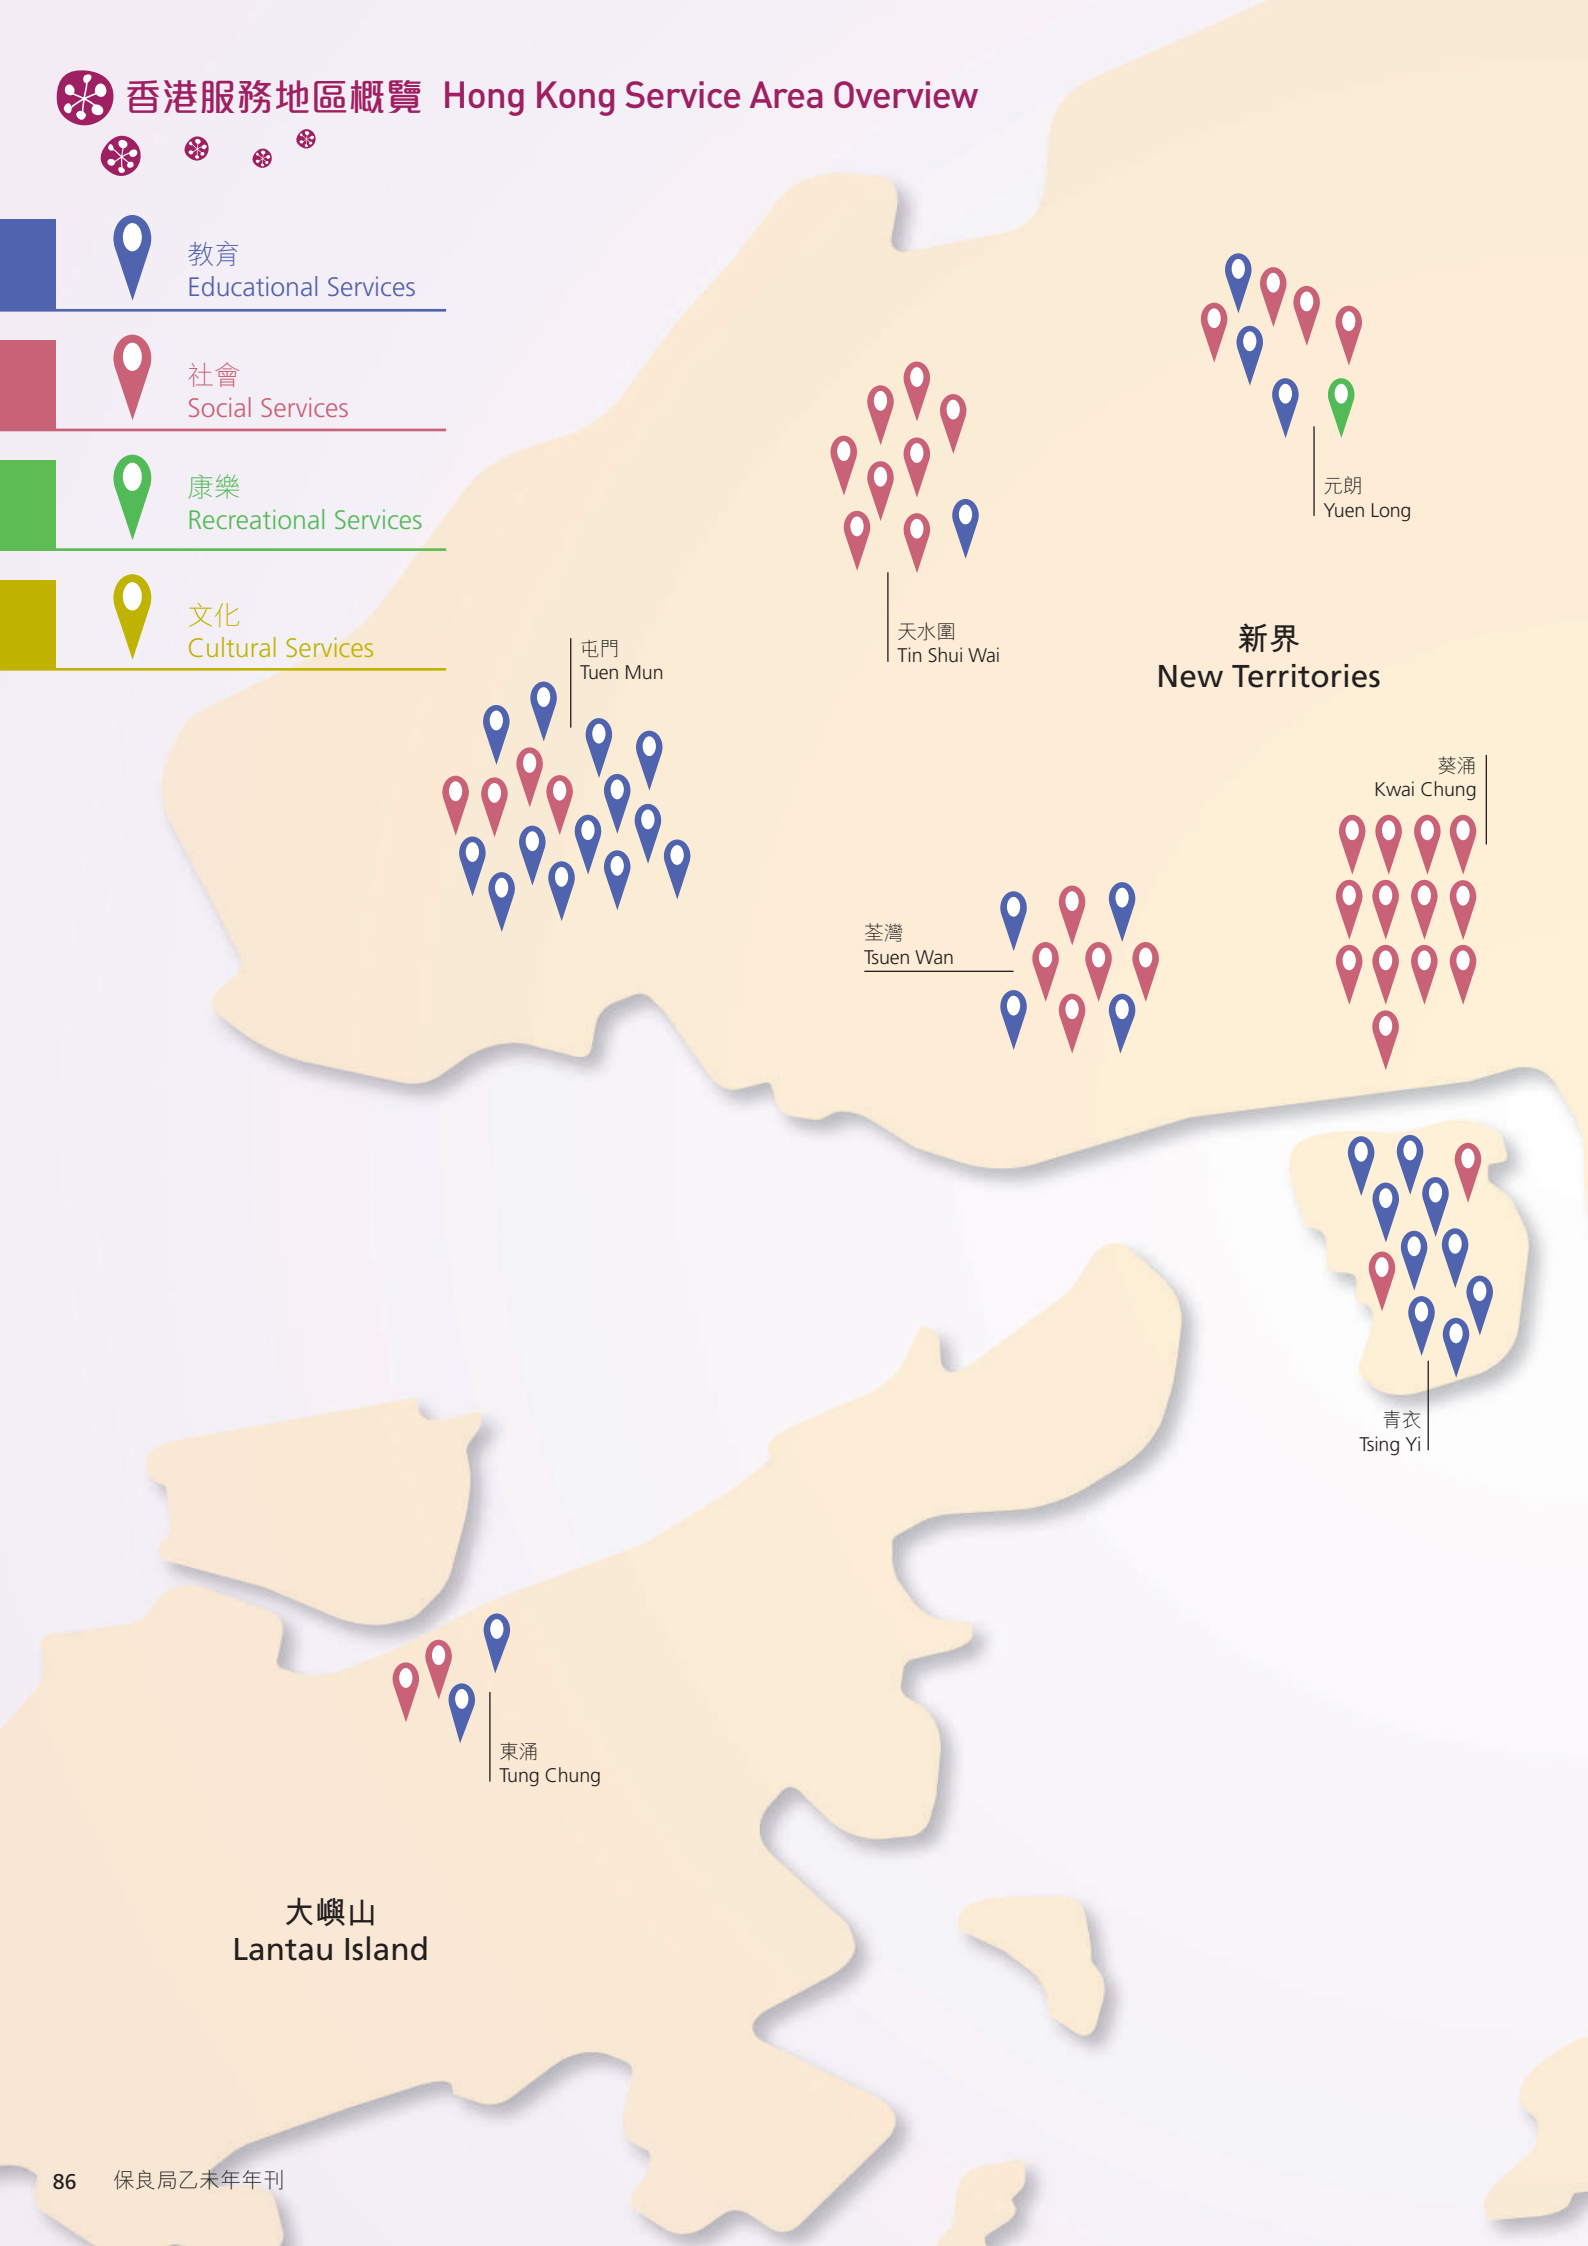 香港服務地區概覽 Hong Kong Service Area Overview
教育
Educational Services
社會
Social Services
康樂
Recreational Services
文化
Cultural Services
元朗
Yuen Long
天水圍
Tin Shui Wai
新界
New Territories
屯門
Tuen Mun
葵涌
Kwai Chung
荃灣
Tsuen Wan
青衣
Tsing Yi
東涌
Tung Chung
大嶼山
Lantau Island
86 保良局乙未年年刊